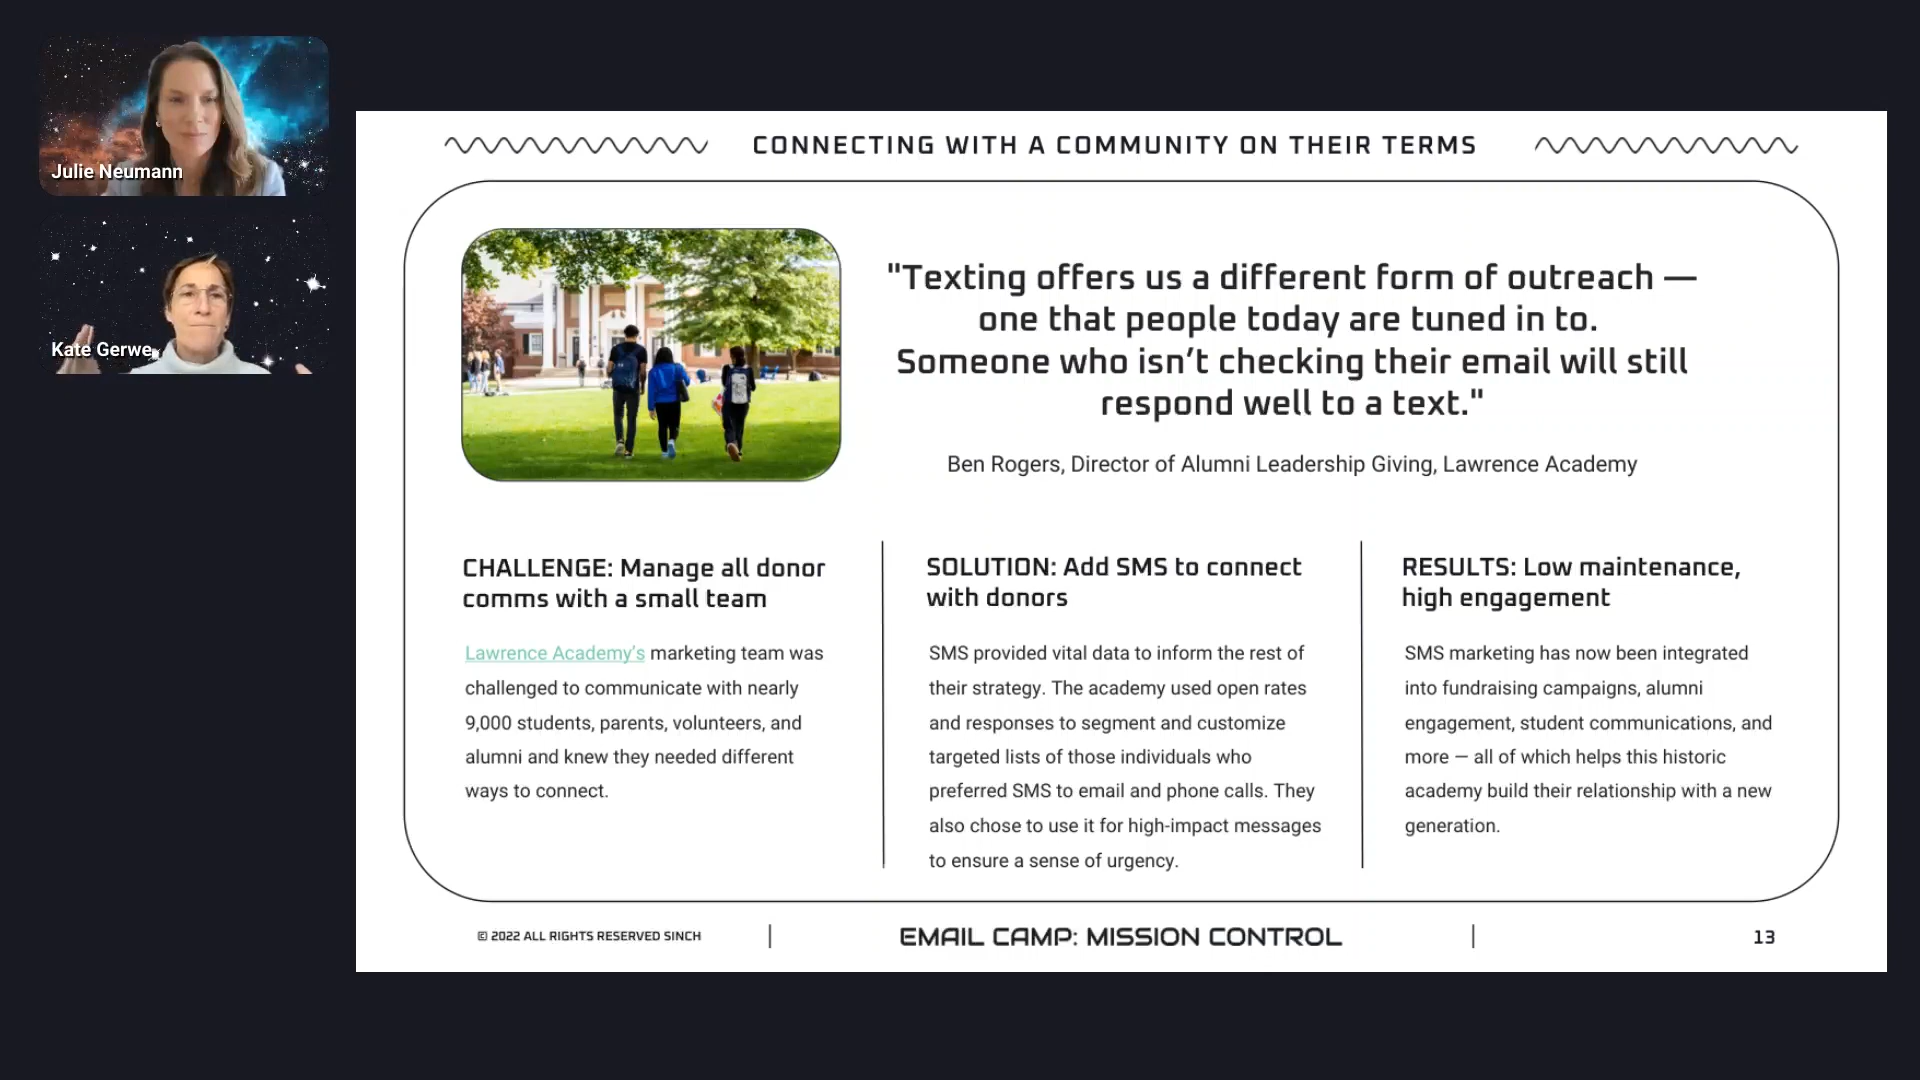 Julie Neumann
Kate Gerwe
CONNECTING WITH A COMMUNITY ON THEIR TERMS
"Texting offers us a different form of outreach —
one that people today are tuned in to.
Someone who isn’t checking their email will still
respond well to a text."
Ben Rogers, Director of Alumni Leadership Giving, Lawrence Academy
CHALLENGE: Manage all donor
comms with a small team
Lawrence Academy’s marketing team was
challenged to communicate with nearly
9,000 students, parents, volunteers, and
alumni and knew they needed different
ways to connect.
SOLUTION: Add SMS to connect
with donors
SMS provided vital data to inform the rest of
their strategy. The academy used open rates
and responses to segment and customize
targeted lists of those individuals who
preferred SMS to email and phone calls. They
also chose to use it for high-impact messages
to ensure a sense of urgency.
RESULTS: Low maintenance,
high engagement
SMS marketing has now been integrated
into fundraising campaigns, alumni
engagement, student communications, and
more — all of which helps this historic
academy build their relationship with a new
generation.
© 2022 ALL RIGHTS RESERVED SINCH
EMAIL CAMP: MISSION CONTROL
13